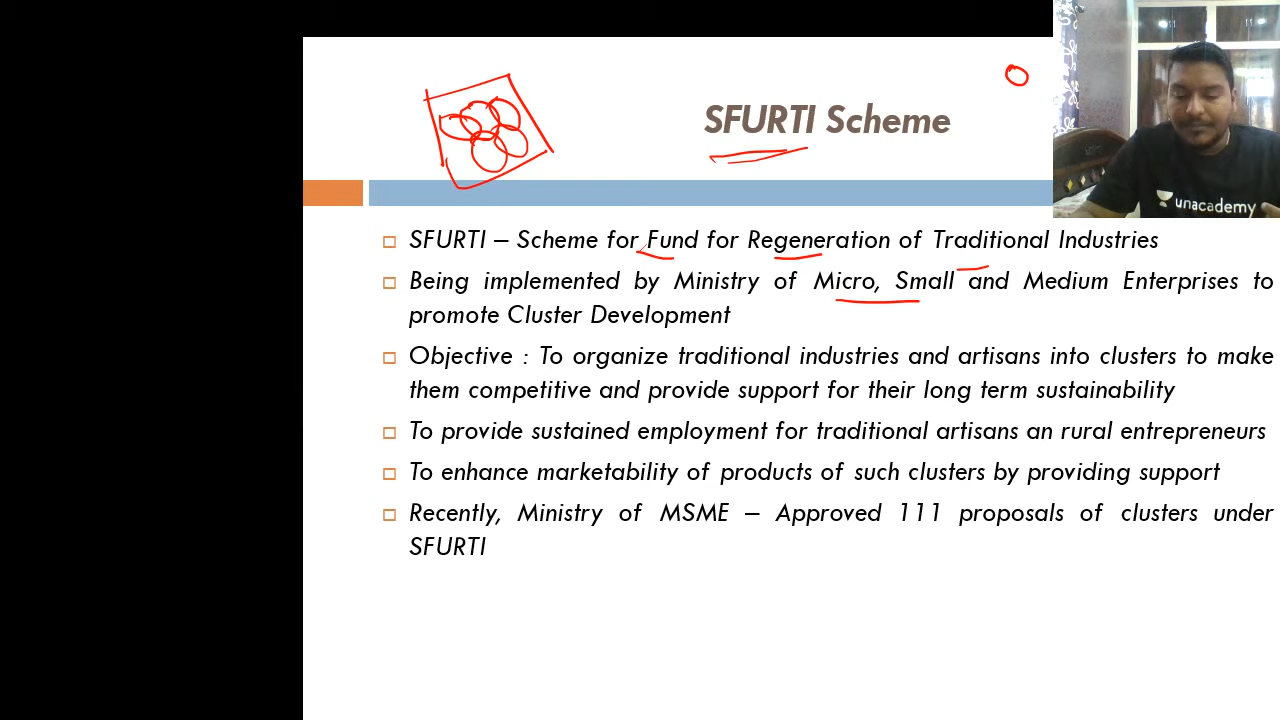 SFURTI Scheme
unacademy
SFURTI – Scheme for Fund for Regeneration of Traditional Industries
Being implemented by Ministry of Micro, Small and Medium Enterprises to
promote Cluster Development
Objective : To organize traditional industries and artisans into clusters to make
them competitive and provide support for their long term sustainability
To provide sustained employment for traditional artisans an rural entrepreneurs
To enhance marketability of products of such clusters by providing support
Recently, Ministry of MSME – Approved 111 proposals of clusters under
SFURTI